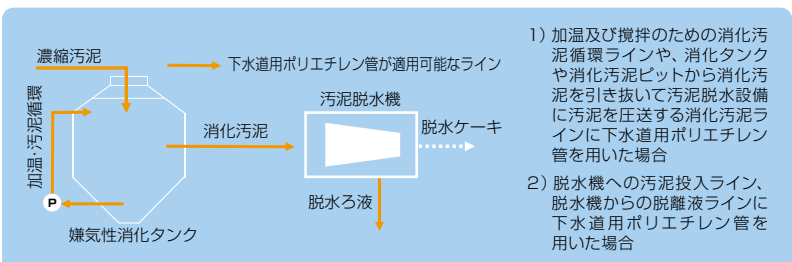 濃縮汚泥
下水道用ポリエチレン管が適用可能なライン
加温・汚泥循環
汚泥脱水機
消化汚泥
脱水ケーキ
P
脱水ろ液
嫌気性消化タンク
1）加温及び撹拌のための消化汚
泥循環ラインや、消化タンク
や消化汚泥ピットから消化汚
泥を引き抜いて汚泥脱水設備
に汚泥を圧送する消化汚泥ラ
インに下水道用ポリエチレン
管を用いた場合
2）脱水機への汚泥投入ライン、
脱水機からの脱離液ラインに
下水道用ポリエチレン管を
用いた場合